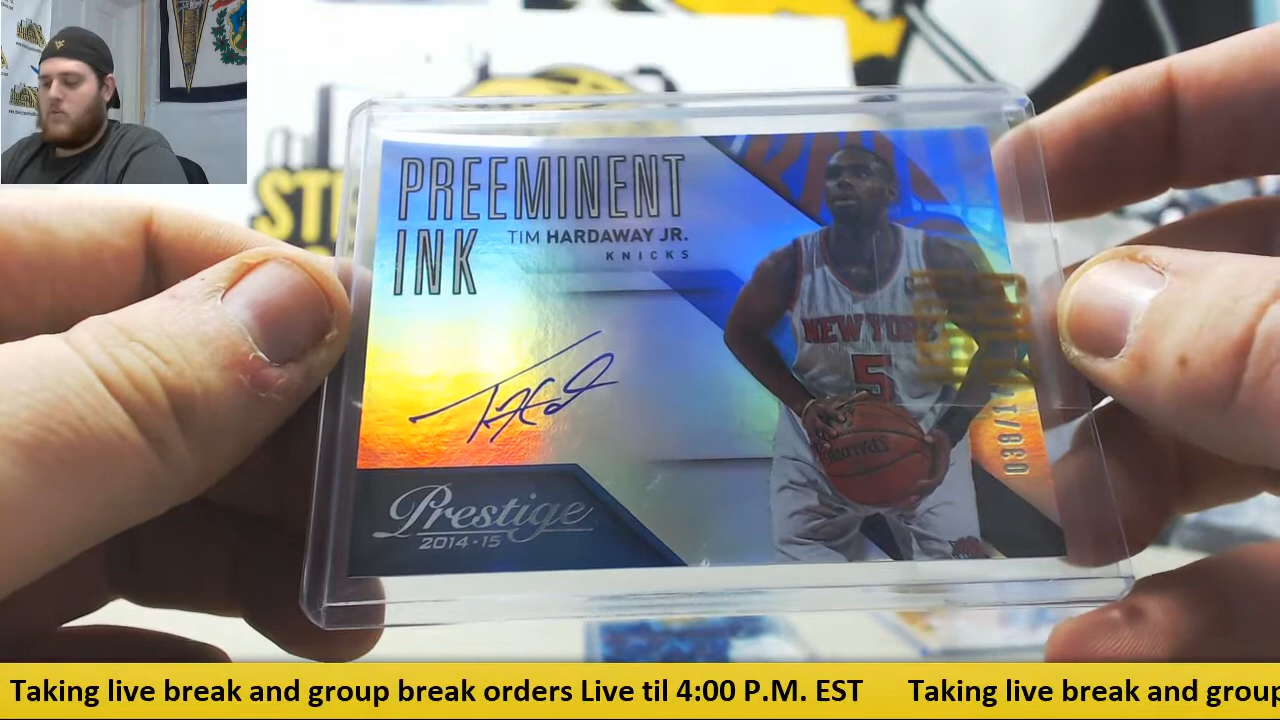 PREEMINENT
INK
TIM HARDAWAY JR.
KNICKS
NEW YORK
5
Prestige
2014-15
Taking live break and group break orders Live til 4:00 P.M. EST Taking live break and group